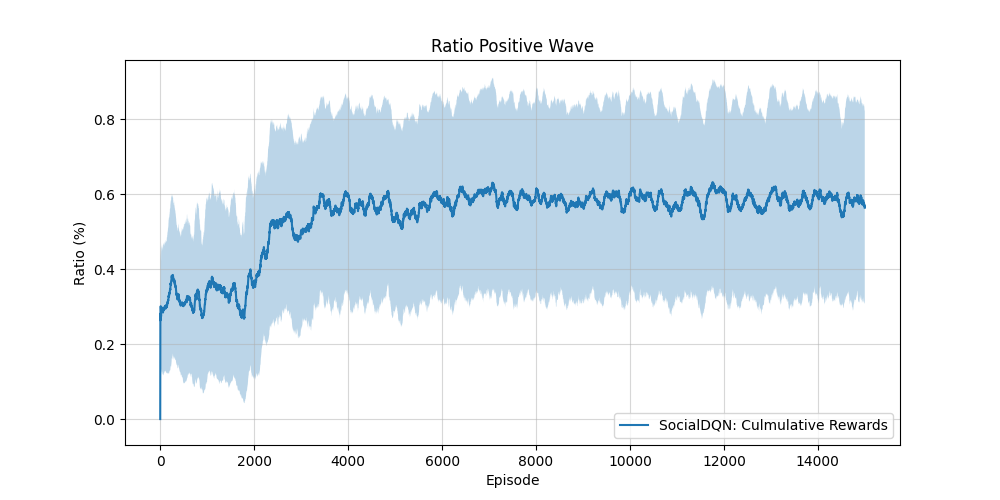 Ratio Positive Wave
Ratio (%)
0.8
0.6
0.4
0.2
0.0
SocialDQN: Culmulative Rewards
0 2000 4000 6000 8000 10000 12000 14000
Episode